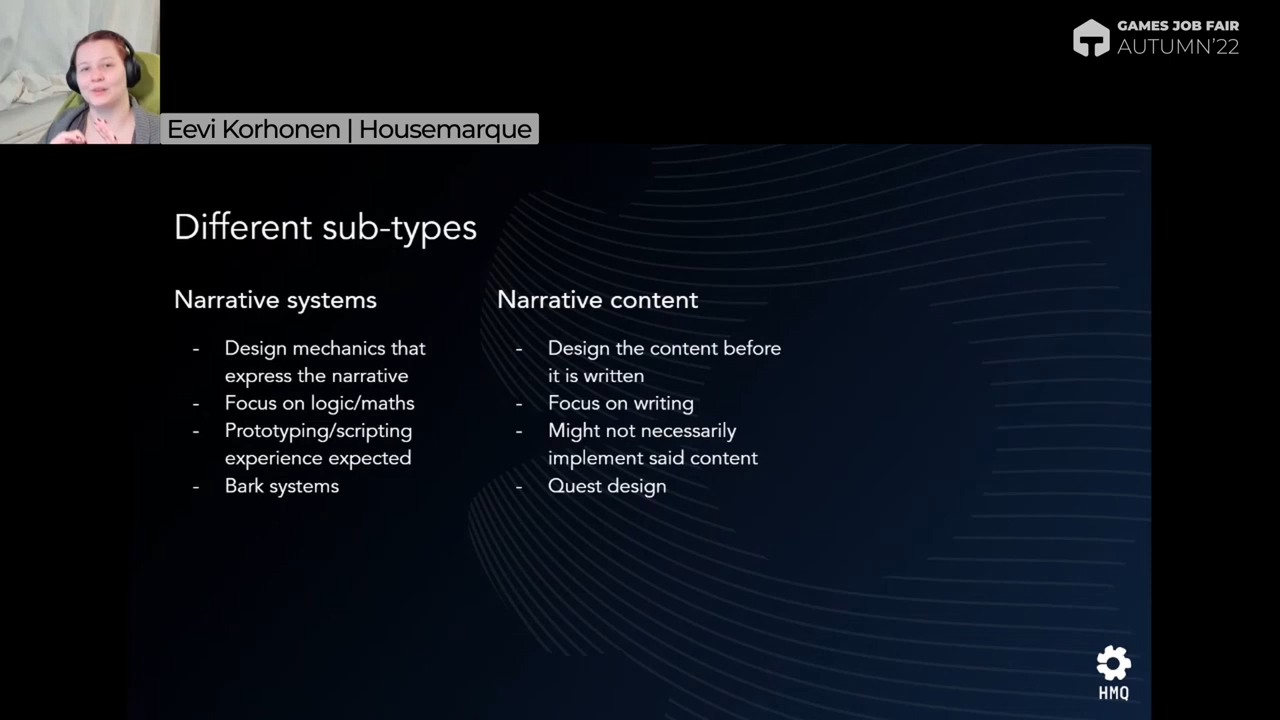 GAMES JOB FAIR
AUTUMN'22
Eevi Korhonen | Housemarque
Different sub-types
Narrative systems
- Design mechanics that
express the narrative
- Focus on logic/maths
- Prototyping/scripting
experience expected
- Bark systems
Narrative content
- Design the content before
it is written
- Focus on writing
- Might not necessarily
implement said content
- Quest design
HMQ